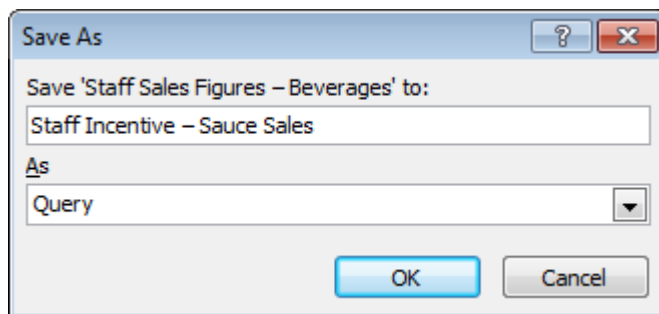 Save As
Save 'Staff Sales Figures – Beverages' to:
Staff Incentive – Sauce Sales
As
Query
OK Cancel